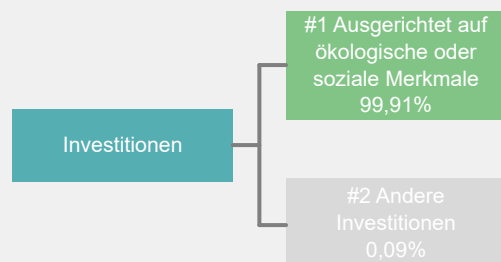 #1 Ausgerichtet auf
ökologische oder
soziale Merkmale
99,91%
Investitionen
#2 Andere
Investitionen
0,09%